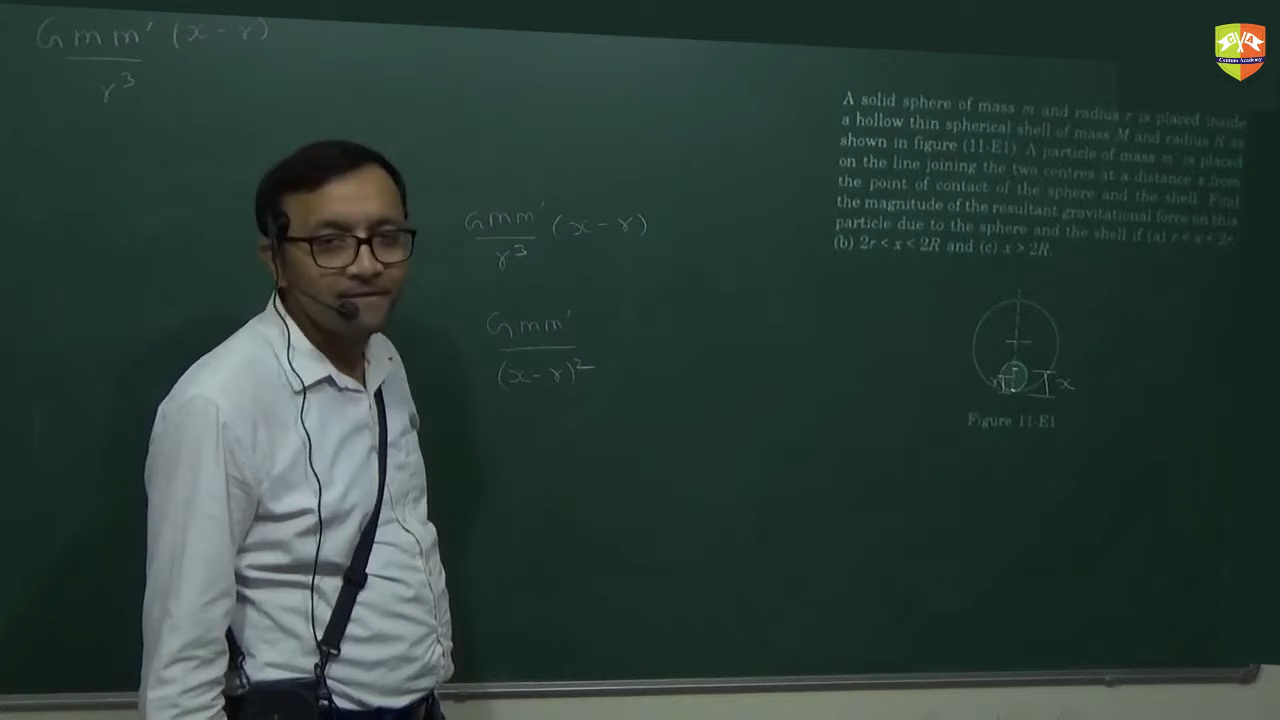 G m m' (x - r)
r³
G m m' (x - r)
r³
G m m'
(x - r)²
A solid sphere of mass m and radius r is placed inside
a hollow thin spherical shell of mass M and radius R as
shown in figure (11-E1). A particle of mass m' is placed
on the line joining the two centres at a distance x from
the point of contact of the sphere and the shell. Find
the magnitude of the resultant gravitational force on this
particle due to the sphere and the shell if (a) r < x < 2r,
(b) 2r < x < 2R and (c) x > 2R.
x
Figure 11-E1
Centum Academy